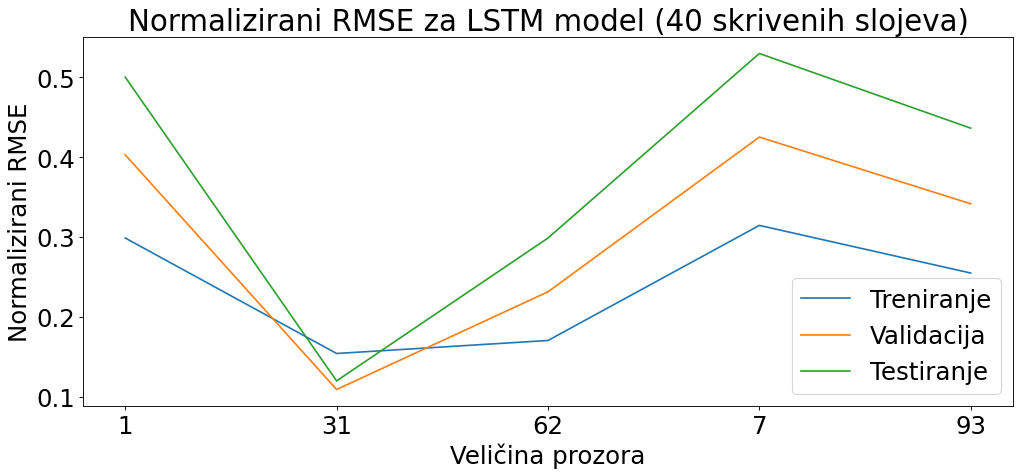 Normalizirani RMSE za LSTM model (40 skrivenih slojeva)
Normalizirani RMSE
0.5
0.4
0.3
0.2
0.1
1 31 62 7 93
Veličina prozora
Treniranje
Validacija
Testiranje